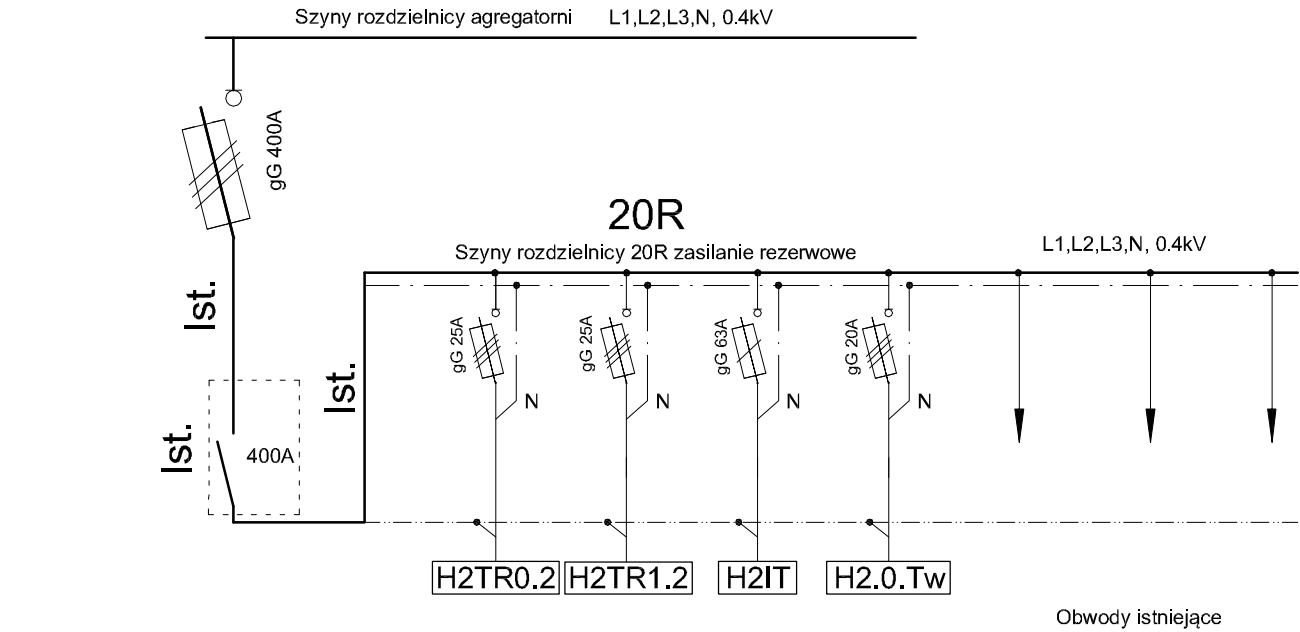 Szyny rozdzielnicy agregatorni L1,L2,L3,N, 0.4kV
gG 400A
20R
Szyny rozdzielnicy 20R zasilanie rezerwowe
L1,L2,L3,N, 0.4kV
Ist.
Ist.
Ist.
400A
gG 25A
gG 25A
gG 63A
gG 20A
N
N
N
N
H2TR0.2
H2TR1.2
H2IT
H2.0.Tw
Obwody istniejące